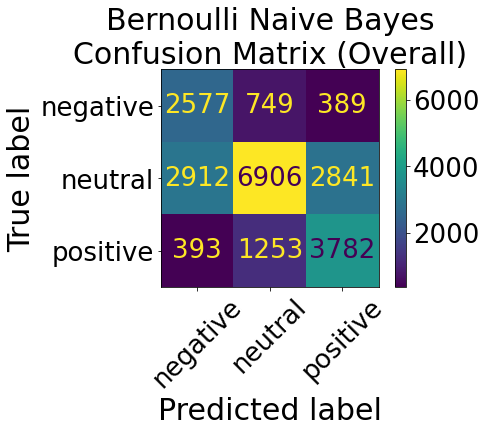 Bernoulli Naive Bayes
Confusion Matrix (Overall)
True label
negative 2577 749 389
neutral 2912 6906 2841
positive 393 1253 3782
6000
4000
2000
negative neutral positive
Predicted label